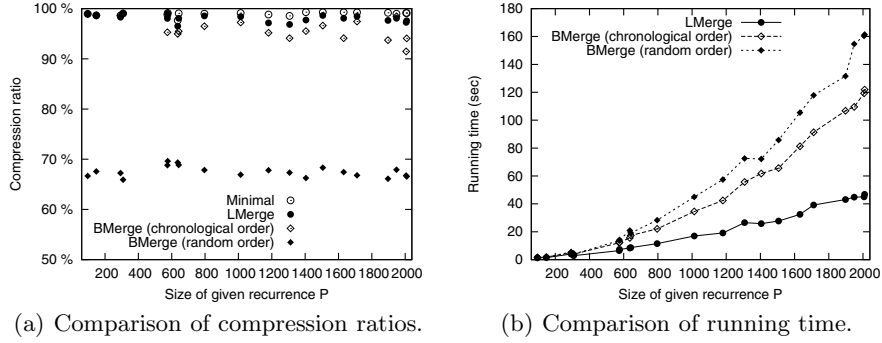 100 %
90 %
80 %
70 %
60 %
50 %
Compression ratio
Minimal
LMerge
BMerge (chronological order)
BMerge (random order)
200 400 600 800 1000 1200 1400 1600 1800 2000
Size of given recurrence P
(a) Comparison of compression ratios.
180
160
140
120
100
80
60
40
20
0
Running time (sec)
LMerge
BMerge (chronological order)
BMerge (random order)
200 400 600 800 1000 1200 1400 1600 1800 2000
Size of given recurrence P
(b) Comparison of running time.